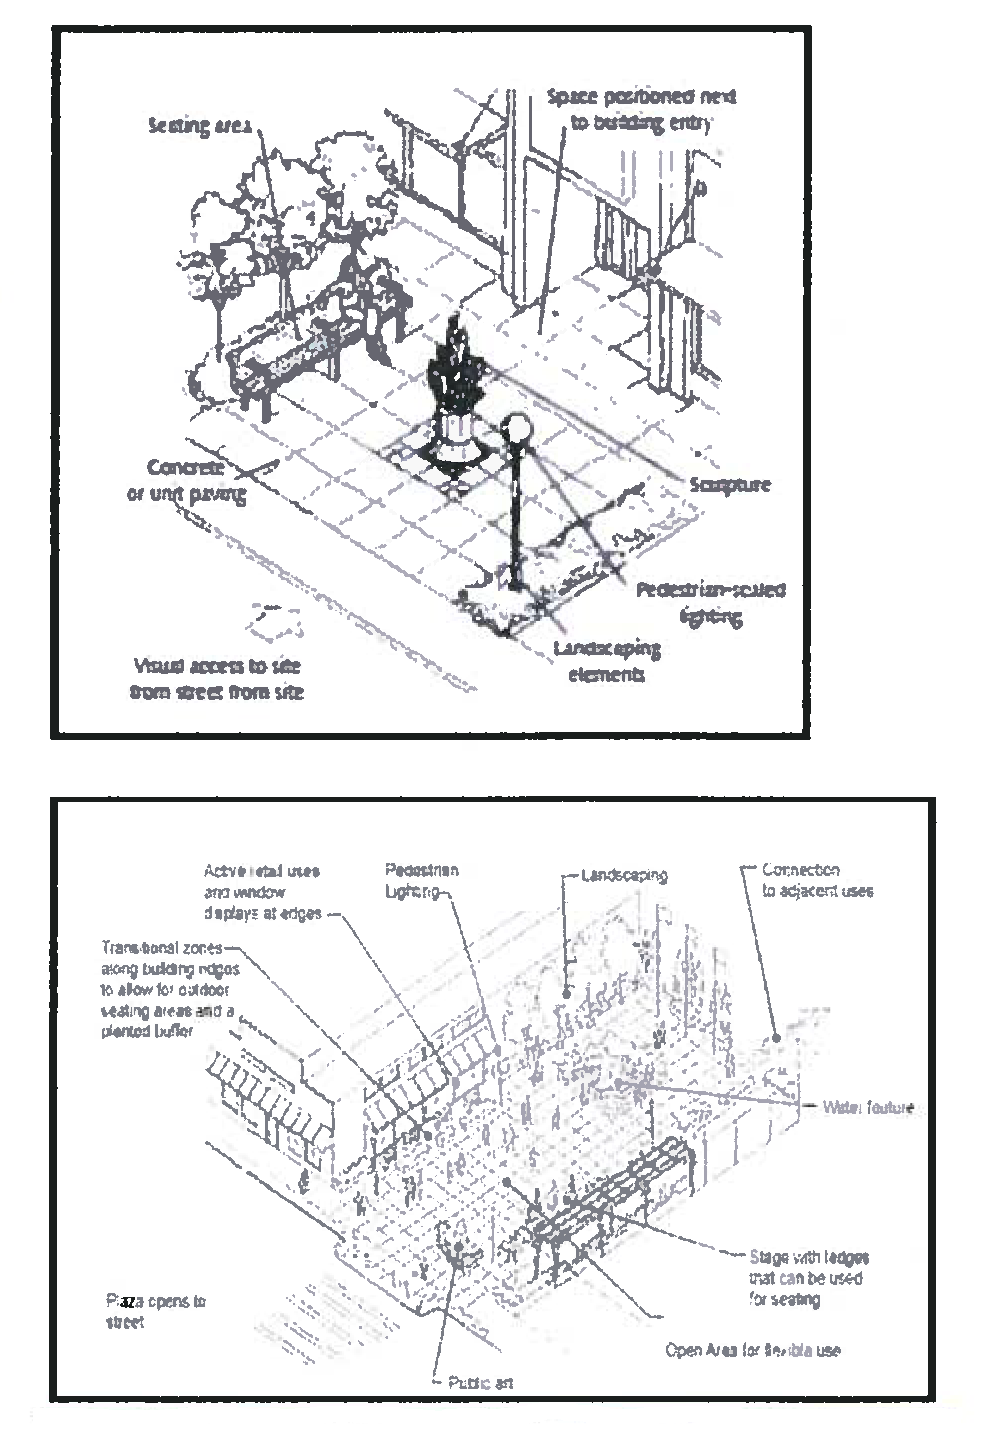 Space positioned next
to building entry
Seating area
Concrete
or unit paving
Sculpture
Pedestrian-scaled
lighting
Landscaping
elements
Visual access to site
from street from site
Active retail uses
and window
displays at edges
Pedestrian
Lighting
Landscaping
Connection
to adjacent uses
Transitional zones
along building edges
to allow for outdoor
seating areas and a
planted buffer
Water feature
Stage with ledges
that can be used
for seating
Plaza opens to
street
Open Area for flexible use
Public art